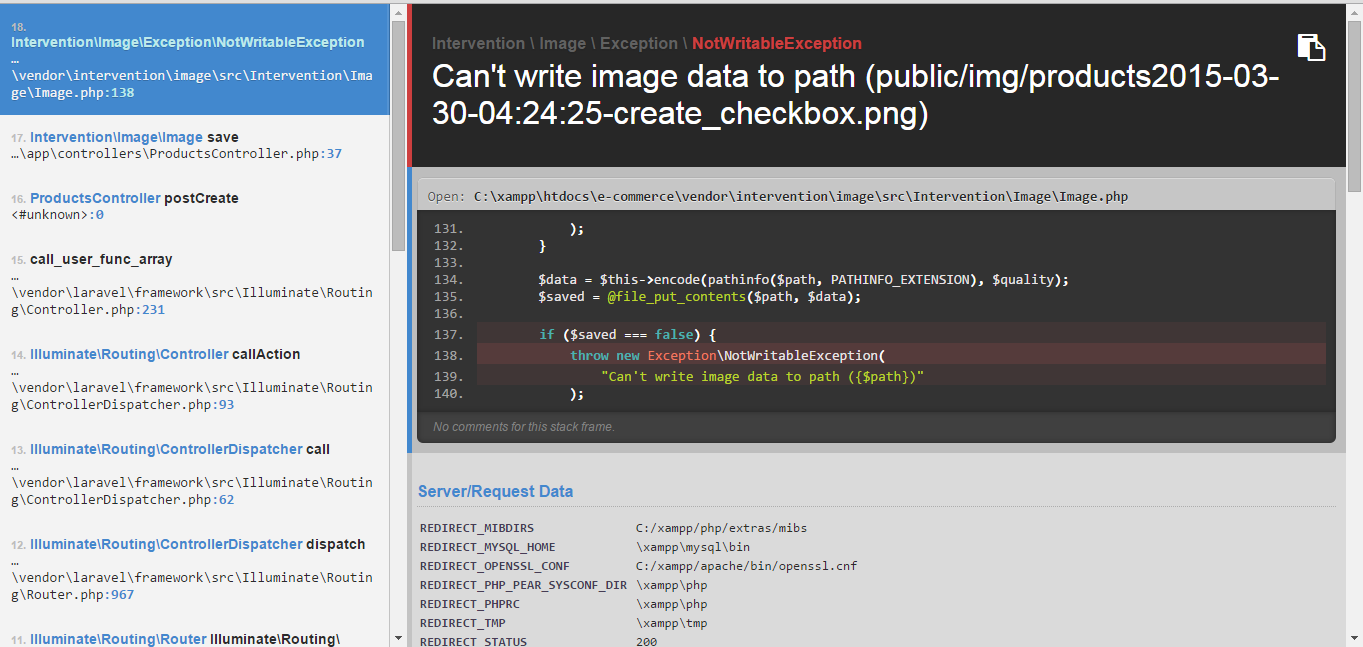 18.
Intervention\Image\Exception\NotWritableException
…
\vendor\intervention\image\src\Intervention\Ima
ge\Image.php:138
17. Intervention\Image\Image save
…\app\controllers\ProductsController.php:37
16. ProductsController postCreate
<#unknown>:0
15. call_user_func_array
…
\vendor\laravel\framework\src\Illuminate\Routin
g\Controller.php:231
14. Illuminate\Routing\Controller callAction
…
\vendor\laravel\framework\src\Illuminate\Routin
g\ControllerDispatcher.php:93
13. Illuminate\Routing\ControllerDispatcher call
…
\vendor\laravel\framework\src\Illuminate\Routin
g\ControllerDispatcher.php:62
12. Illuminate\Routing\ControllerDispatcher dispatch
…
\vendor\laravel\framework\src\Illuminate\Routin
g\Router.php:967
11. Illuminate\Routing\Router Illuminate\Routing\
Intervention \ Image \ Exception \ NotWritableException
Can't write image data to path (public/img/products2015-03-
30-04:24:25-create_checkbox.png)
Open: C:\xampp\htdocs\e-commerce\vendor\intervention\image\src\Intervention\Image\Image.php
131. );
132. }
133.
134. $data = $this->encode(pathinfo($path, PATHINFO_EXTENSION), $quality);
135. $saved = @file_put_contents($path, $data);
136.
137. if ($saved === false) {
138. throw new Exception\NotWritableException(
139. "Can't write image data to path ({$path})"
140. );
No comments for this stack frame.
Server/Request Data
REDIRECT_MIBDIRS C:/xampp/php/extras/mibs
REDIRECT_MYSQL_HOME \xampp\mysql\bin
REDIRECT_OPENSSL_CONF C:/xampp/apache/bin/openssl.cnf
REDIRECT_PHP_PEAR_SYSCONF_DIR \xampp\php
REDIRECT_PHPRC \xampp\php
REDIRECT_TMP \xampp\tmp
REDIRECT_STATUS 200